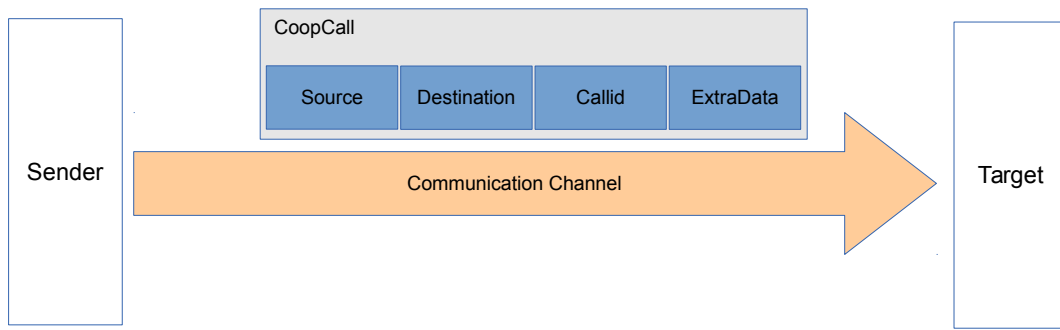 CoopCall
Source Destination Callid ExtraData
Sender
Communication Channel
Target